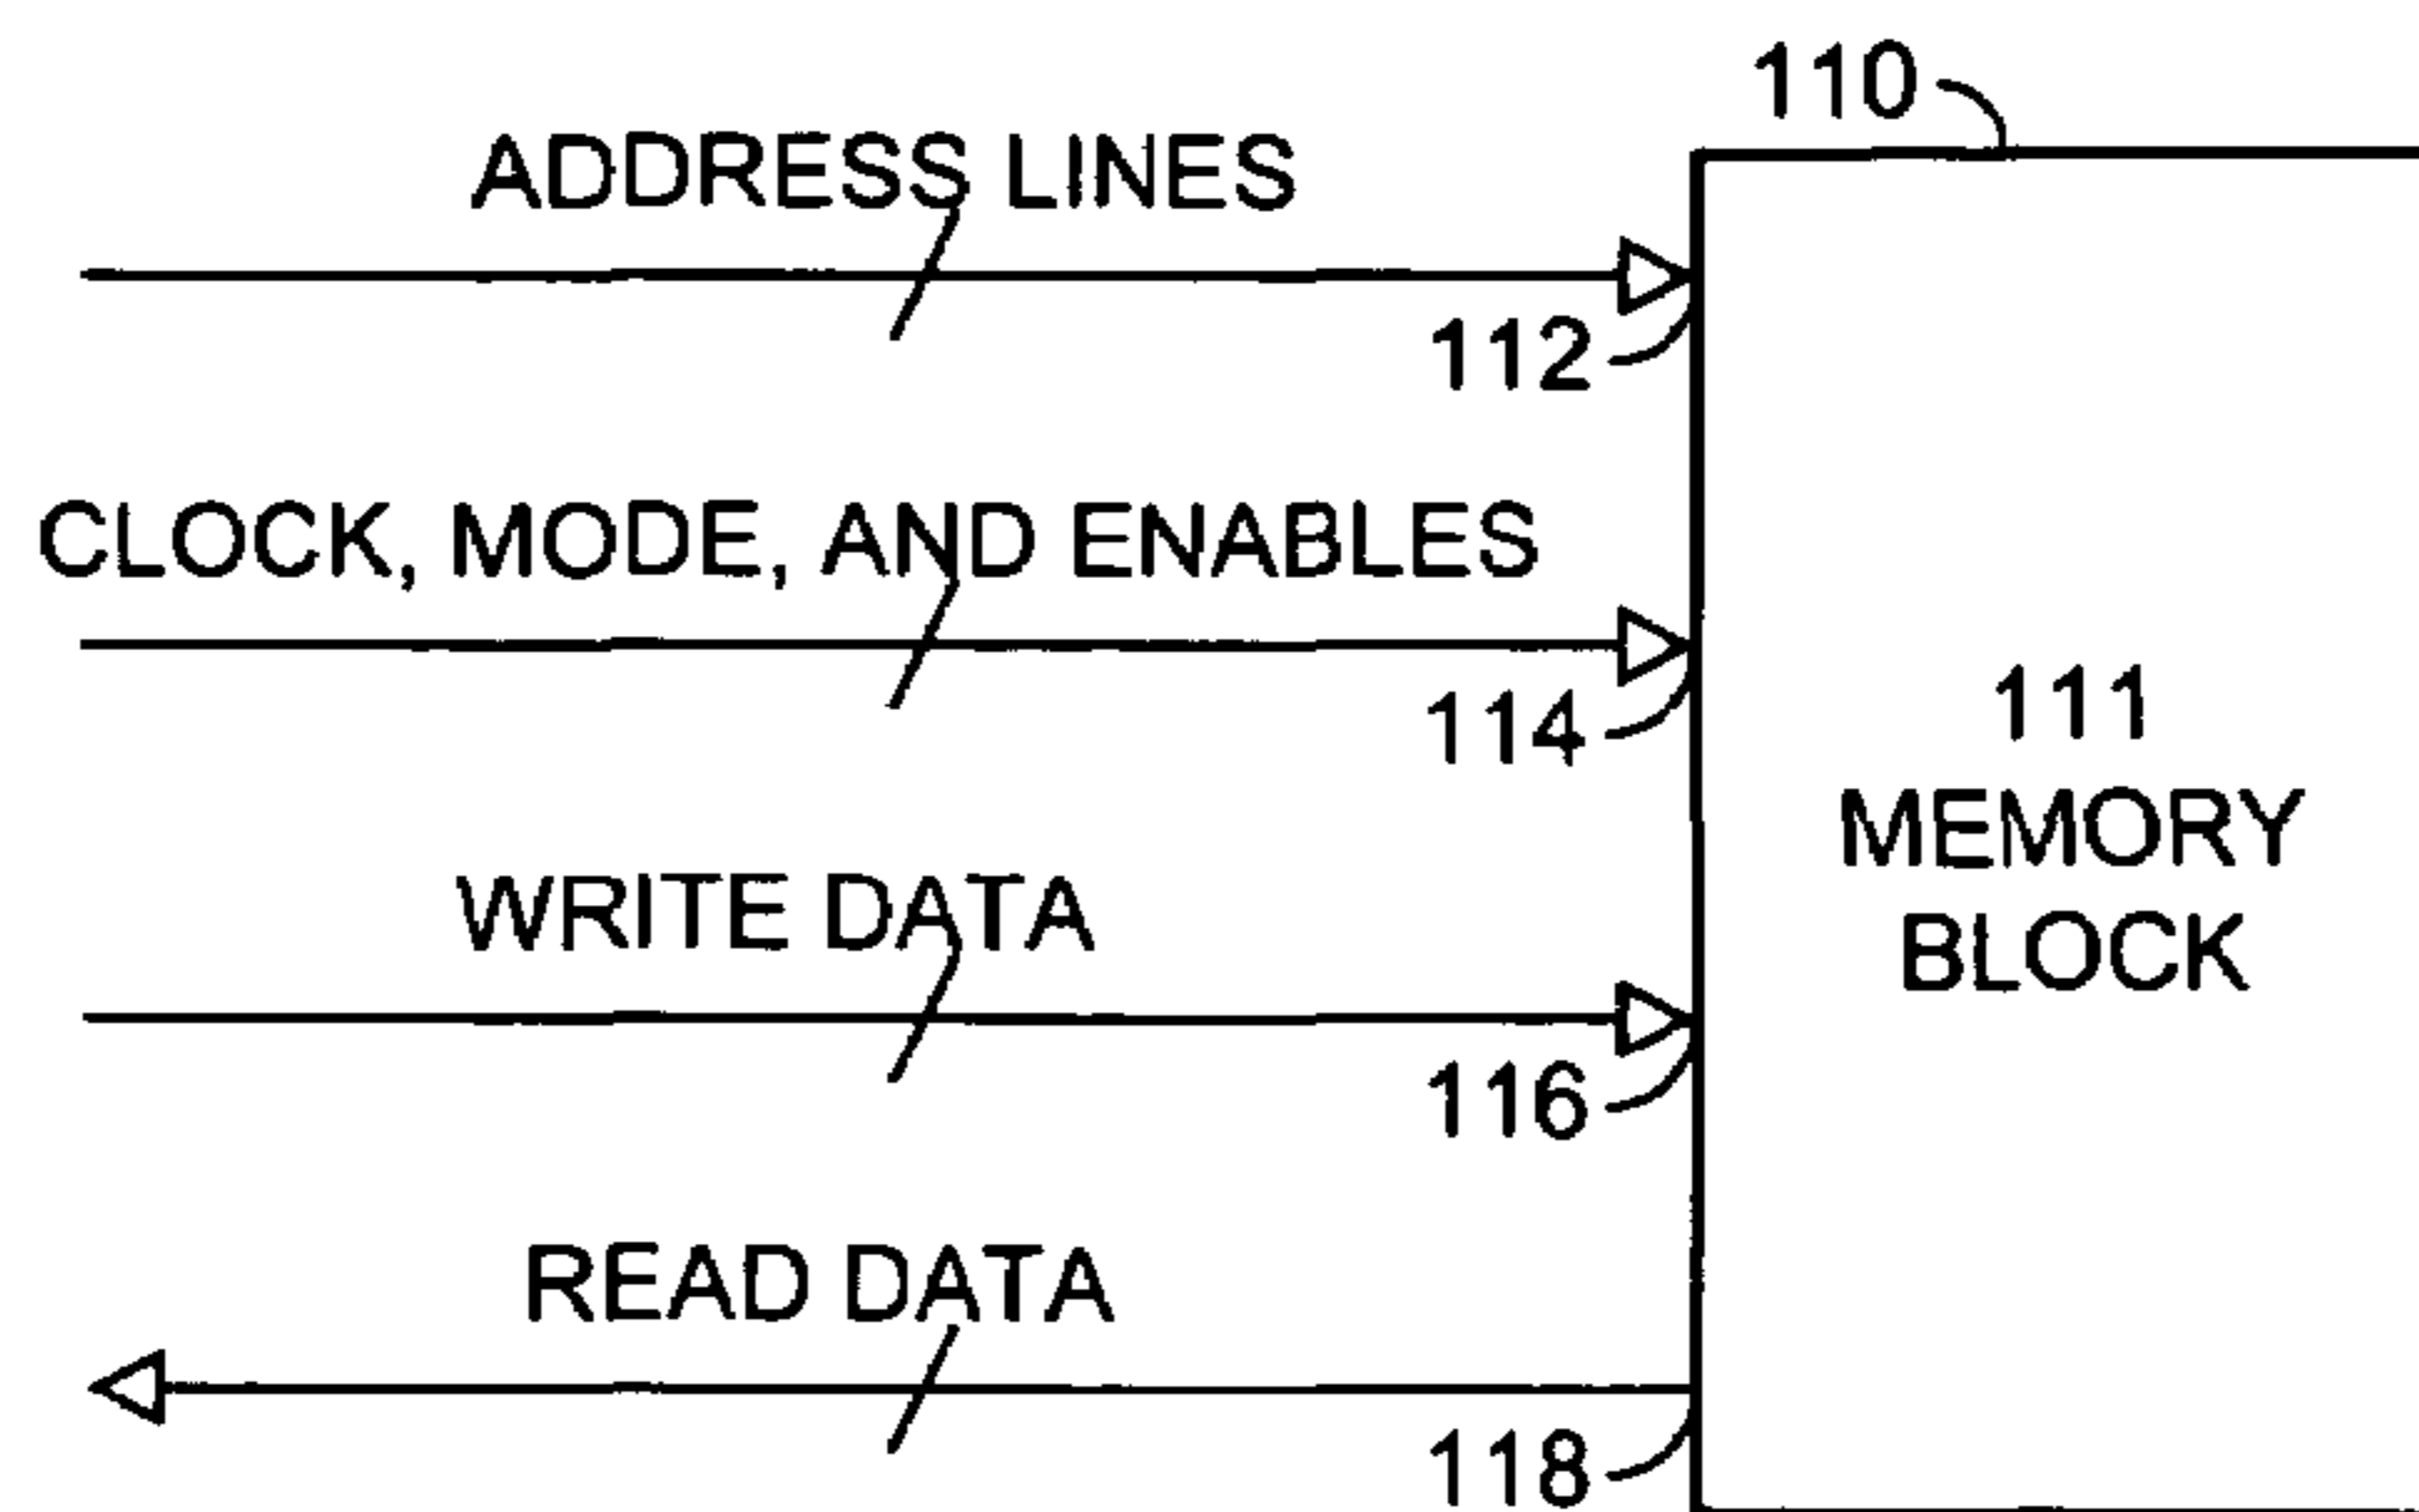 110
ADDRESS LINES
112
CLOCK, MODE, AND ENABLES
114
111
MEMORY
BLOCK
WRITE DATA
116
READ DATA
118